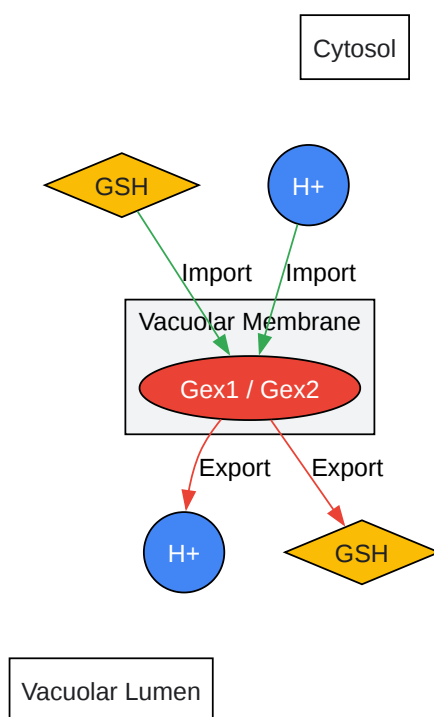 Cytosol
GSH
H+
Import
Import
Vacuolar Membrane
Gex1 / Gex2
Export
Export
H+
GSH
Vacuolar Lumen